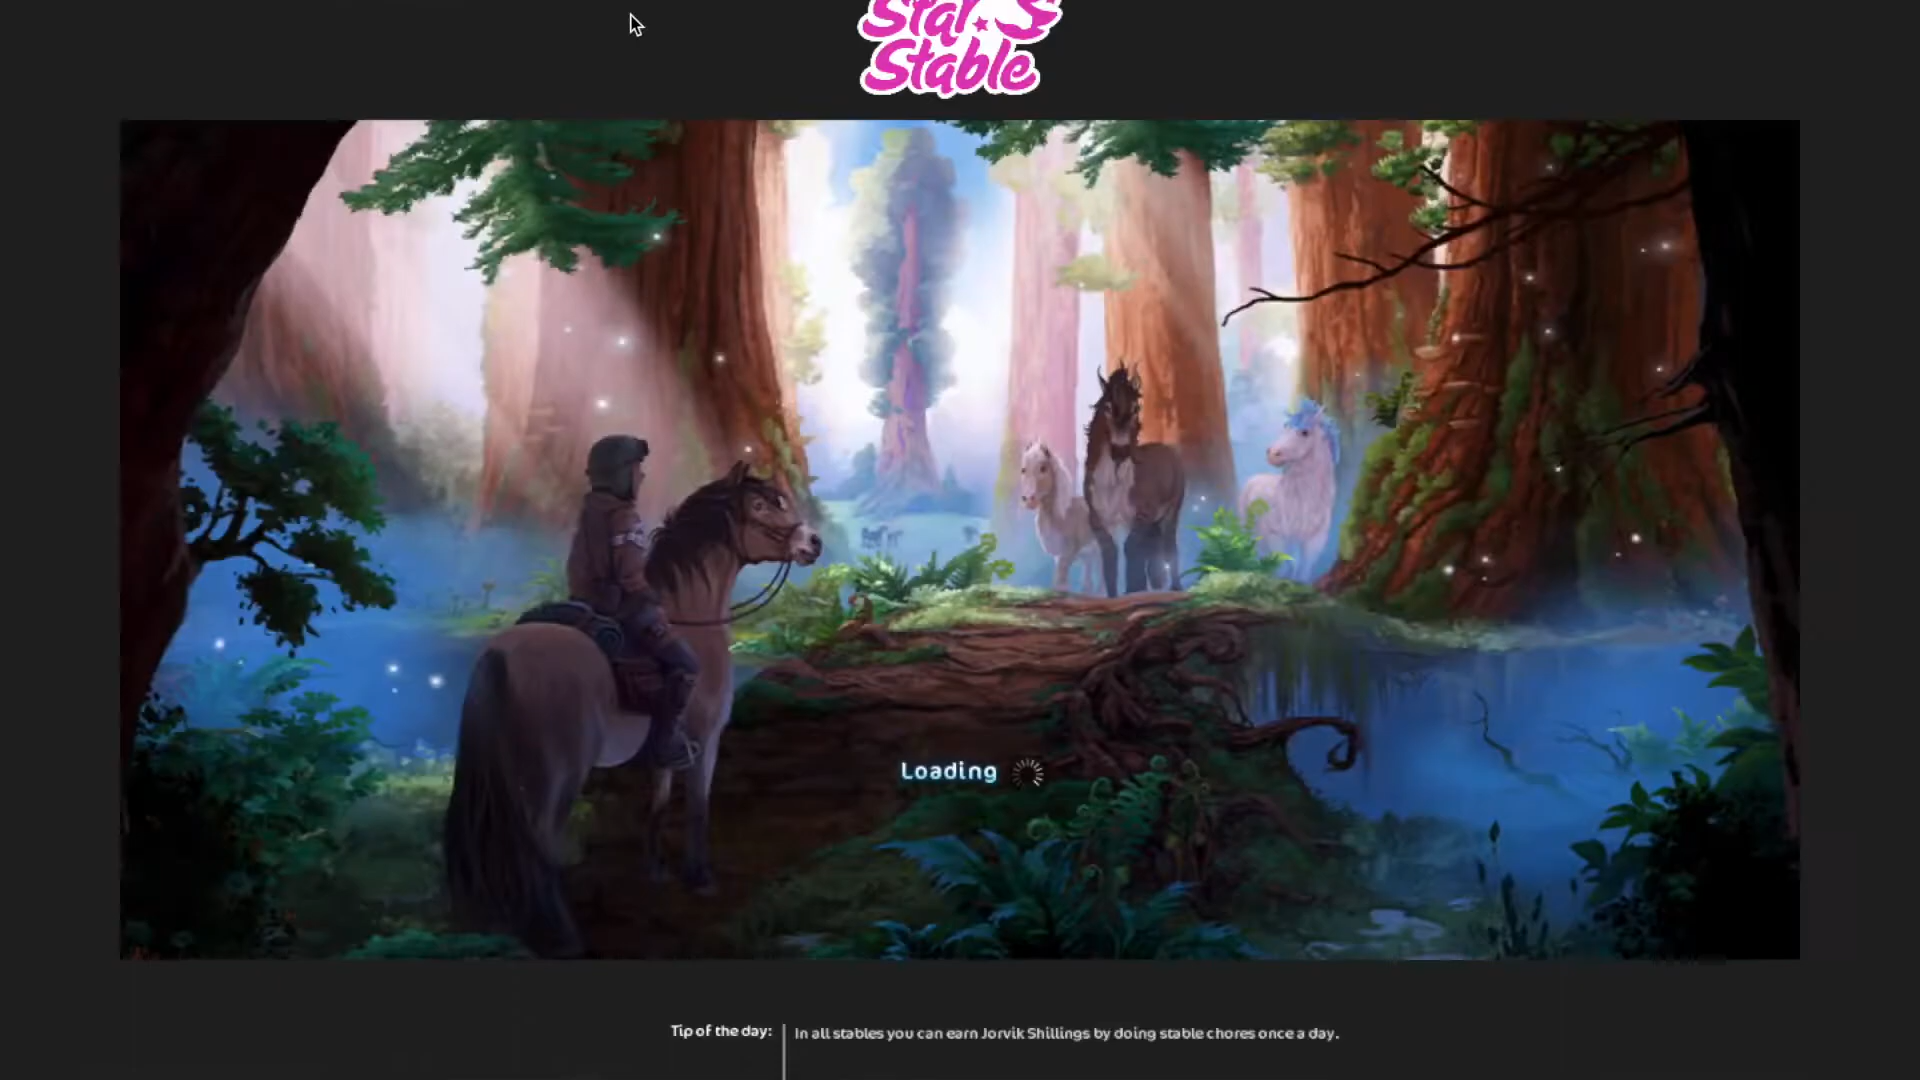 Star
Stable
Loading
Tip of the day:
In all stables you can earn Jorvik Shillings by doing stable chores once a day.